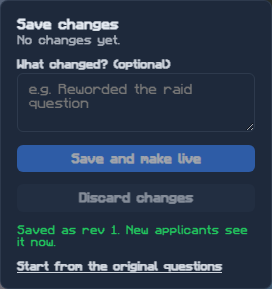 Save changes
No changes yet.
What changed? (optional)
e.g. Reworded the raid
question
Save and make live
Discard changes
Saved as rev 1. New applicants see
it now.
Start from the original questions